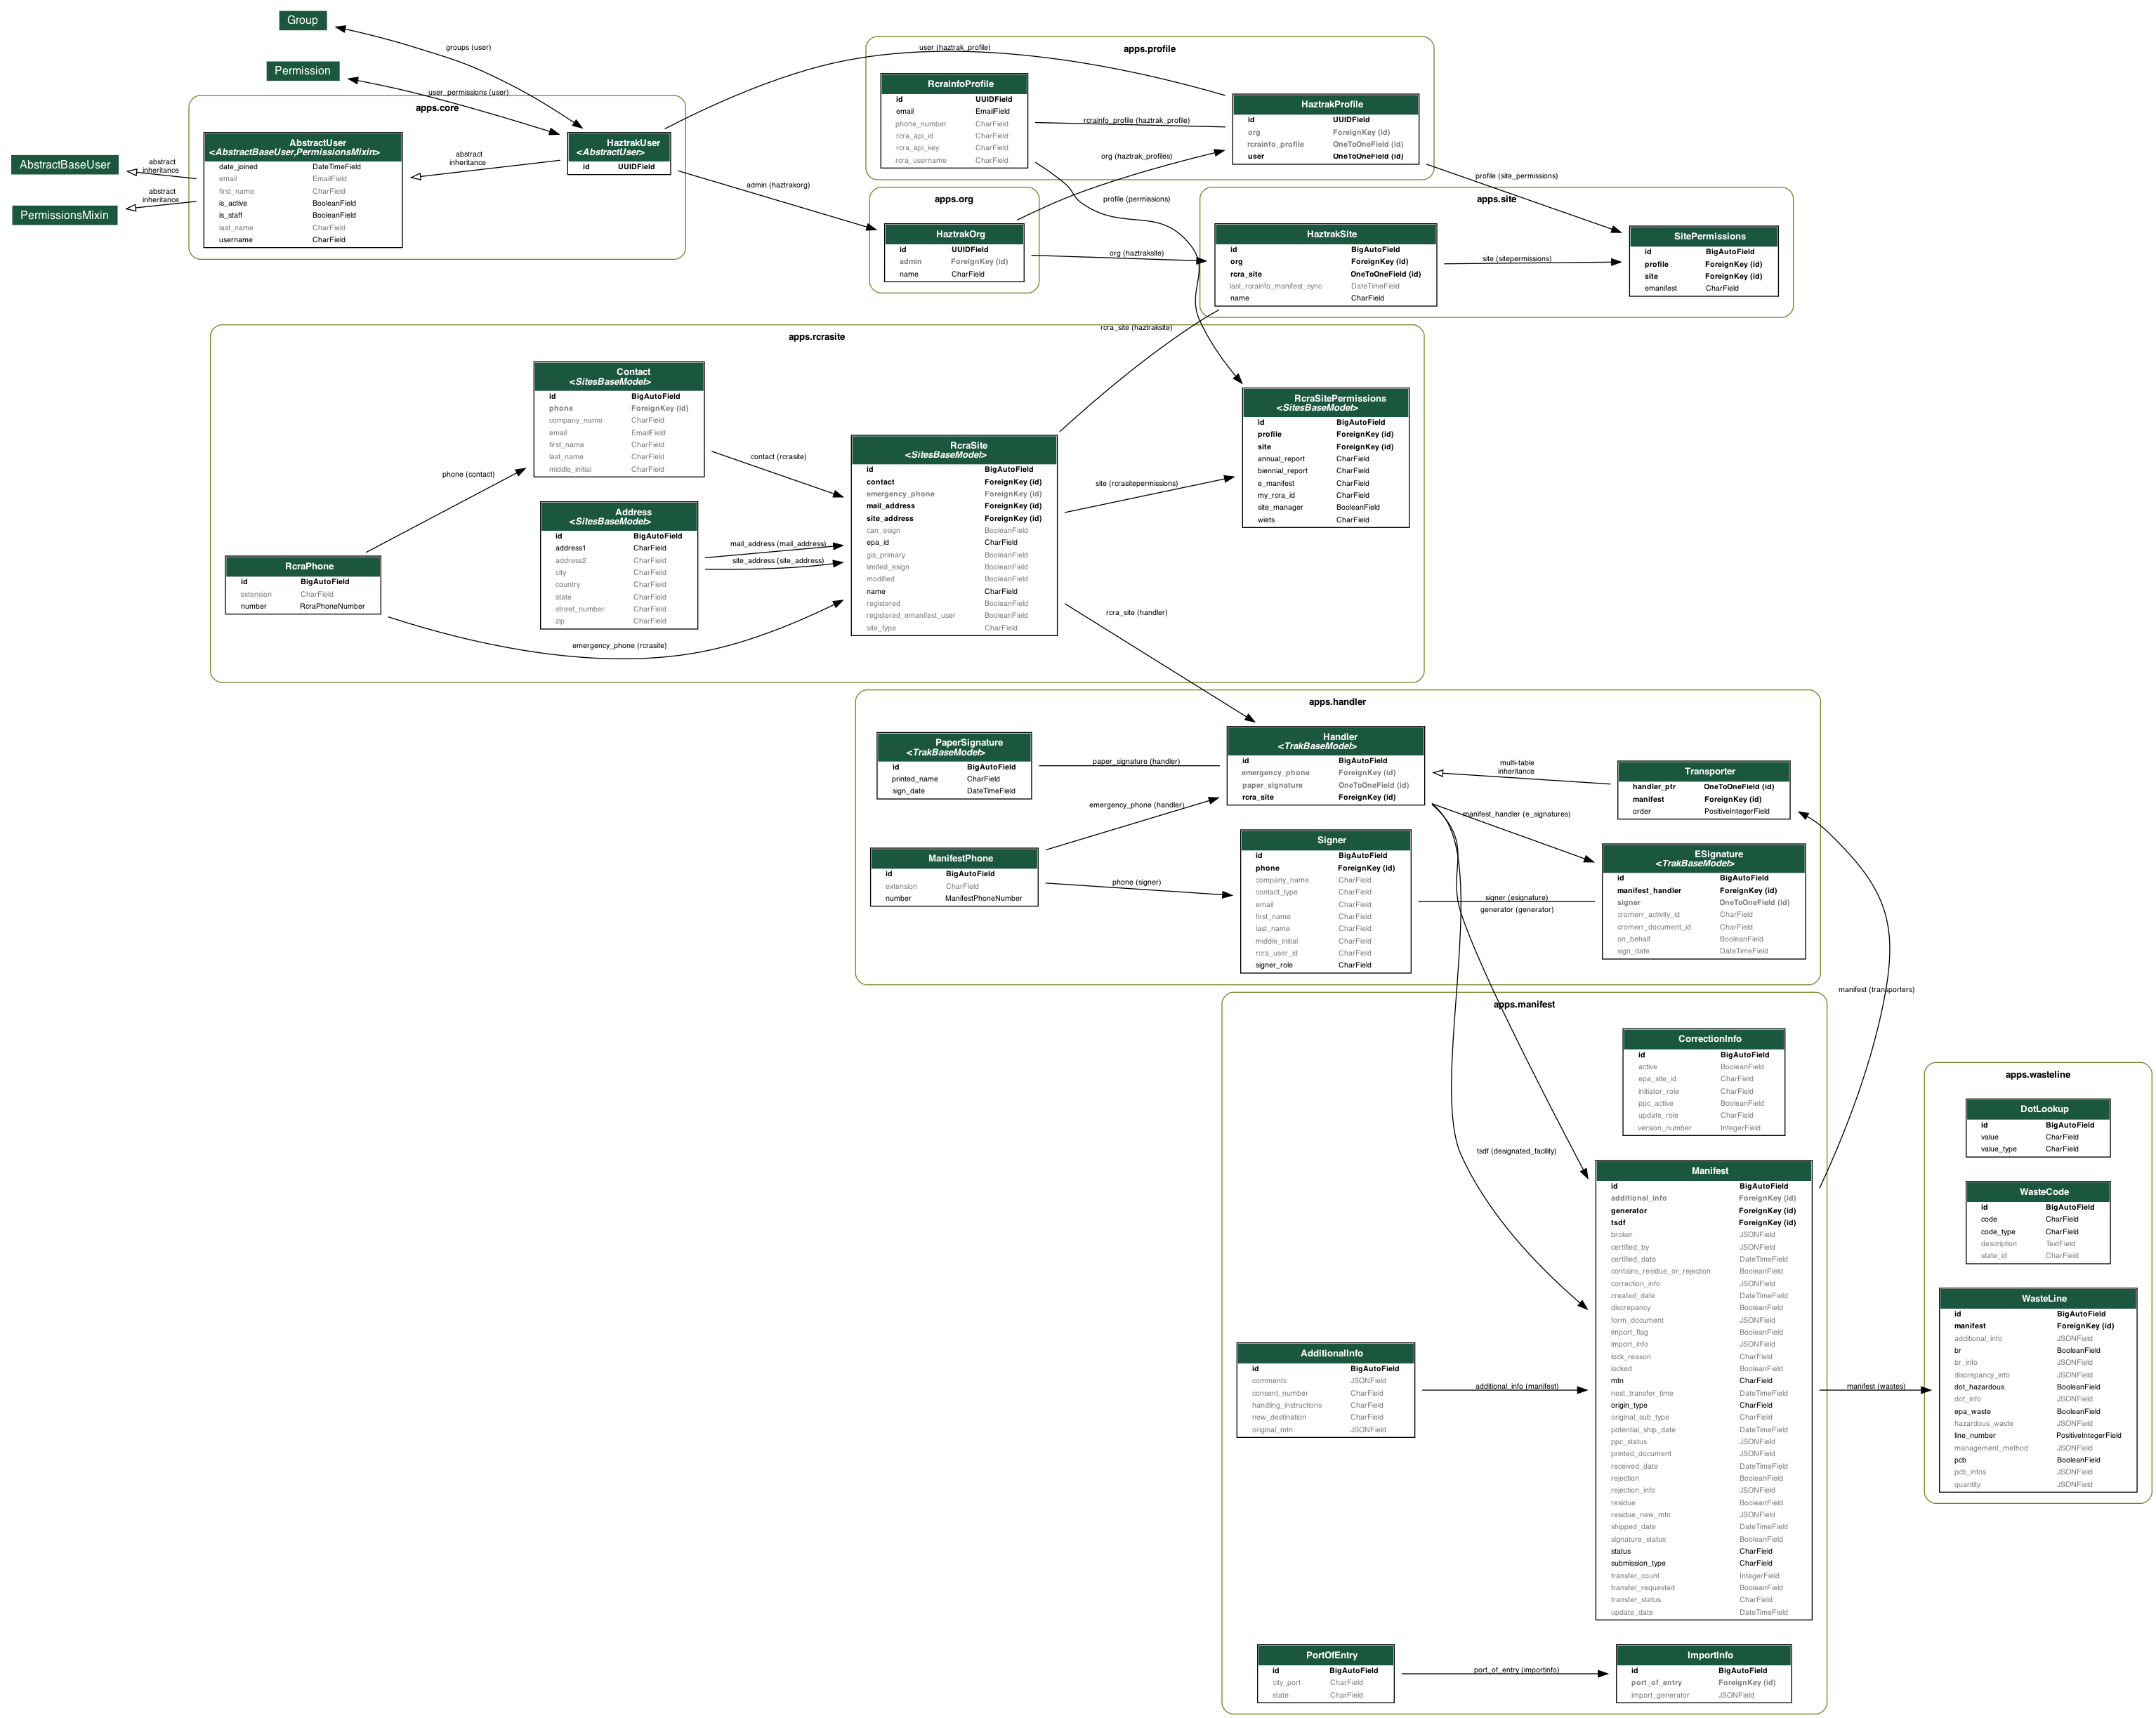 Group
groups (user)
Permission
user_permissions (user)
AbstractBaseUser
abstract
inheritance
PermissionsMixin
abstract
inheritance
apps.core
AbstractUser
<AbstractBaseUser,PermissionsMixin>
date_joined DateTimeField
email EmailField
first_name CharField
is_active BooleanField
is_staff BooleanField
last_name CharField
username CharField
abstract
inheritance
HaztrakUser
<AbstractUser>
id UUIDField
user (haztrak_profile)
admin (haztrakorg)
apps.profile
RcrainfoProfile
id UUIDField
email EmailField
phone_number CharField
rcra_api_id CharField
rcra_api_key CharField
rcra_username CharField
rcrainfo_profile (haztrak_profile)
org (haztrak_profiles)
HaztrakProfile
id UUIDField
org ForeignKey (id)
rcrainfo_profile OneToOneField (id)
user OneToOneField (id)
profile (site_permissions)
profile (permissions)
apps.org
HaztrakOrg
id UUIDField
admin ForeignKey (id)
name CharField
org (haztraksite)
apps.site
HaztrakSite
id BigAutoField
org ForeignKey (id)
rcra_site OneToOneField (id)
last_rcrainfo_manifest_sync DateTimeField
name CharField
site (sitepermissions)
SitePermissions
id BigAutoField
profile ForeignKey (id)
site ForeignKey (id)
emanifest CharField
rcra_site (haztraksite)
apps.rcrasite
Contact
<SitesBaseModel>
id BigAutoField
phone ForeignKey (id)
company_name CharField
email EmailField
first_name CharField
last_name CharField
middle_initial CharField
phone (contact)
contact (rcrasite)
Address
<SitesBaseModel>
id BigAutoField
address1 CharField
address2 CharField
city CharField
country CharField
state CharField
street_number CharField
zip CharField
mail_address (mail_address)
site_address (site_address)
RcraPhone
id BigAutoField
extension CharField
number RcraPhoneNumber
emergency_phone (rcrasite)
RcraSite
<SitesBaseModel>
id BigAutoField
contact ForeignKey (id)
emergency_phone ForeignKey (id)
mail_address ForeignKey (id)
site_address ForeignKey (id)
can_esign BooleanField
epa_id CharField
gis_primary BooleanField
limited_esign BooleanField
modified BooleanField
name CharField
registered BooleanField
registered_emanifest_user BooleanField
site_type CharField
site (rcrasitepermissions)
RcraSitePermissions
<SitesBaseModel>
id BigAutoField
profile ForeignKey (id)
site ForeignKey (id)
annual_report CharField
biennial_report CharField
e_manifest CharField
my_rcra_id CharField
site_manager BooleanField
wiets CharField
rcra_site (handler)
apps.handler
PaperSignature
<TrakBaseModel>
id BigAutoField
printed_name CharField
sign_date DateTimeField
paper_signature (handler)
emergency_phone (handler)
ManifestPhone
id BigAutoField
extension CharField
number ManifestPhoneNumber
phone (signer)
Handler
<TrakBaseModel>
id BigAutoField
emergency_phone ForeignKey (id)
paper_signature OneToOneField (id)
rcra_site ForeignKey (id)
multi-table
inheritance
Transporter
handler_ptr OneToOneField (id)
manifest ForeignKey (id)
order PositiveIntegerField
manifest_handler (e_signatures)
Signer
id BigAutoField
phone ForeignKey (id)
company_name CharField
contact_type CharField
email CharField
first_name CharField
last_name CharField
middle_initial CharField
rcra_user_id CharField
signer_role CharField
signer (esignature)
generator (generator)
ESignature
<TrakBaseModel>
id BigAutoField
manifest_handler ForeignKey (id)
signer OneToOneField (id)
cromerr_activity_id CharField
cromerr_document_id CharField
on_behalf BooleanField
sign_date DateTimeField
manifest (transporters)
apps.manifest
CorrectionInfo
id BigAutoField
active BooleanField
epa_site_id CharField
initiator_role CharField
ppc_active BooleanField
update_role CharField
version_number IntegerField
tsdf (designated_facility)
Manifest
id BigAutoField
additional_info ForeignKey (id)
generator ForeignKey (id)
tsdf ForeignKey (id)
broker JSONField
certified_by JSONField
certified_date DateTimeField
contains_residue_or_rejection BooleanField
correction_info JSONField
created_date DateTimeField
discrepancy BooleanField
form_document JSONField
import_flag BooleanField
import_info JSONField
lock_reason CharField
locked BooleanField
mtn CharField
next_transfer_time DateTimeField
origin_type CharField
original_sub_type CharField
potential_ship_date DateTimeField
ppc_status JSONField
printed_document JSONField
received_date DateTimeField
rejection BooleanField
rejection_info JSONField
residue BooleanField
residue_new_mtn JSONField
shipped_date DateTimeField
signature_status BooleanField
status CharField
submission_type CharField
transfer_count IntegerField
transfer_requested BooleanField
transfer_status CharField
update_date DateTimeField
AdditionalInfo
id BigAutoField
comments JSONField
consent_number CharField
handling_instructions CharField
new_destination CharField
original_mtn JSONField
additional_info (manifest)
manifest (wastes)
PortOfEntry
id BigAutoField
city_port CharField
state CharField
port_of_entry (importinfo)
ImportInfo
id BigAutoField
port_of_entry ForeignKey (id)
import_generator JSONField
apps.wasteline
DotLookup
id BigAutoField
value CharField
value_type CharField
WasteCode
id BigAutoField
code CharField
code_type CharField
description TextField
state_id CharField
WasteLine
id BigAutoField
manifest ForeignKey (id)
additional_info JSONField
br BooleanField
br_info JSONField
discrepancy_info JSONField
dot_hazardous BooleanField
dot_info JSONField
epa_waste BooleanField
hazardous_waste JSONField
line_number PositiveIntegerField
management_method JSONField
pcb BooleanField
pcb_infos JSONField
quantity JSONField